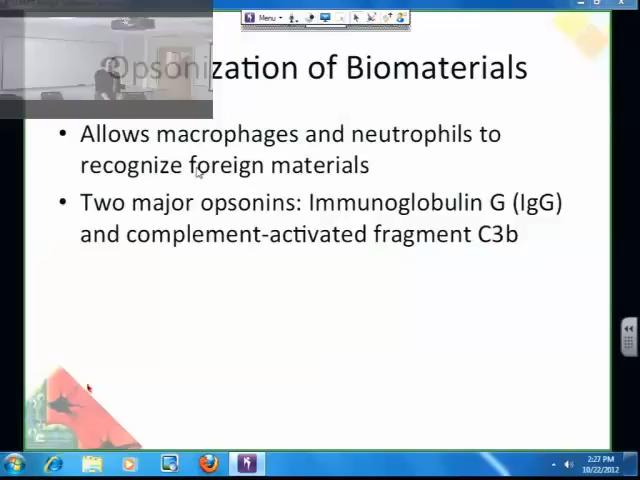 Menu
Opsonization of Biomaterials
• Allows macrophages and neutrophils to
recognize foreign materials
• Two major opsonins: Immunoglobulin G (IgG)
and complement-activated fragment C3b
2:27 PM
10/22/2012